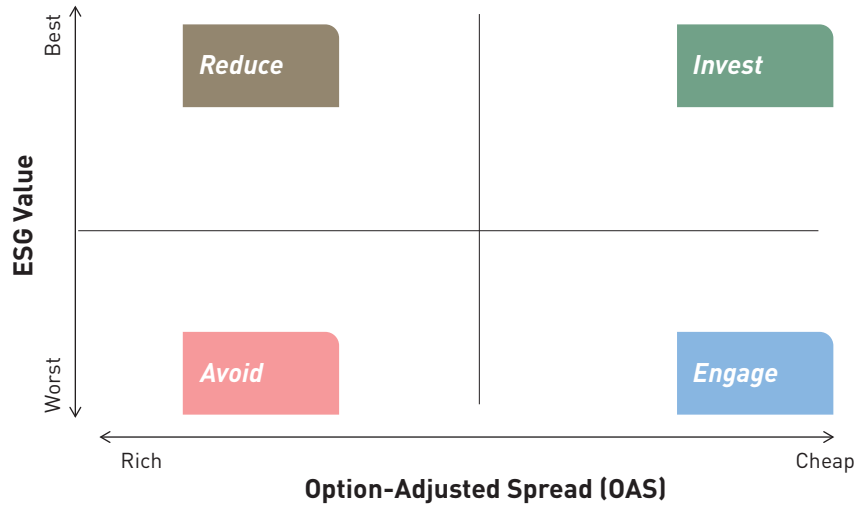 Best
Reduce
Invest
ESG Value
Worst
Avoid
Engage
Rich
Cheap
Option-Adjusted Spread (OAS)